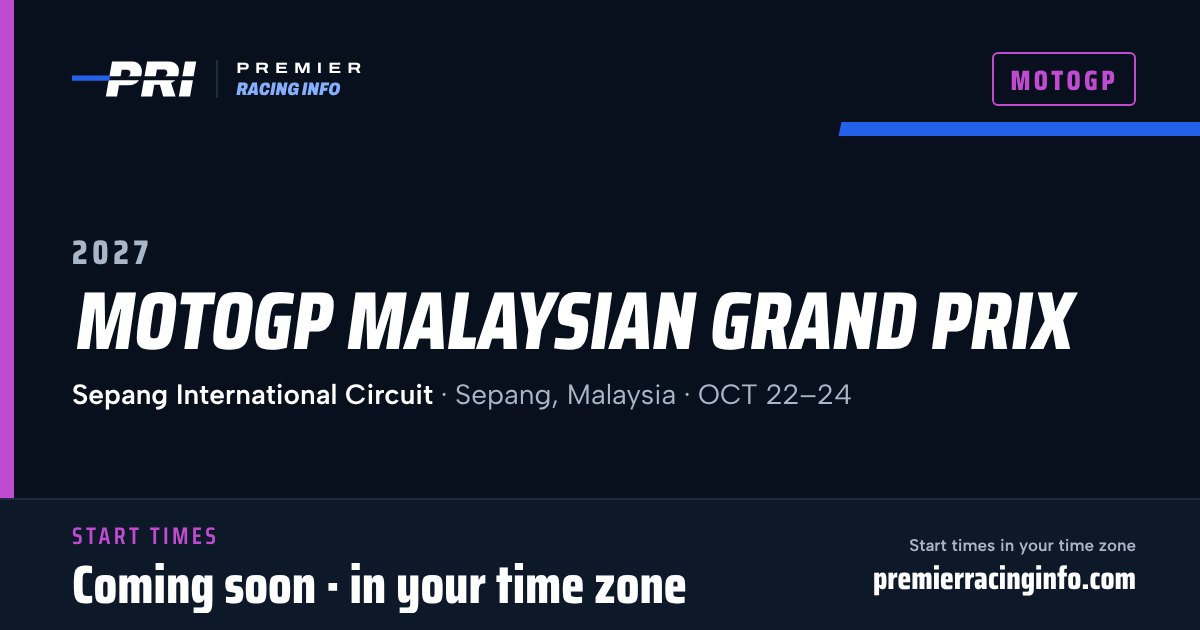 PRI
PREMIER
RACING INFO
MOTOGP
2027
MOTOGP MALAYSIAN GRAND PRIX
Sepang International Circuit · Sepang, Malaysia · OCT 22–24
START TIMES
Coming soon · in your time zone
Start times in your time zone
premierracinginfo.com